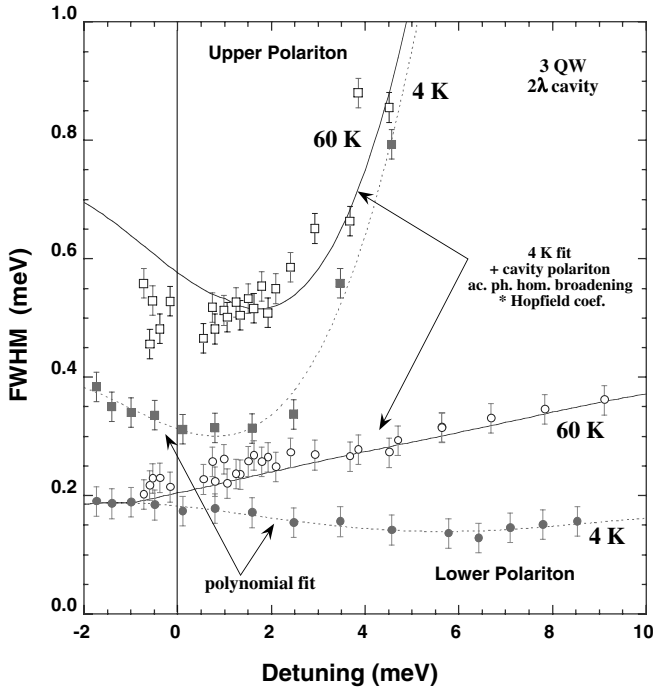 1.0
0.8
0.6
0.4
0.2
0.0
FWHM (meV)
Upper Polariton
3 QW
2λ cavity
4 K
60 K
4 K fit
+ cavity polariton
ac. ph. hom. broadening
* Hopfield coef.
60 K
4 K
polynomial fit
Lower Polariton
-2
0
2
4
6
8
10
Detuning (meV)